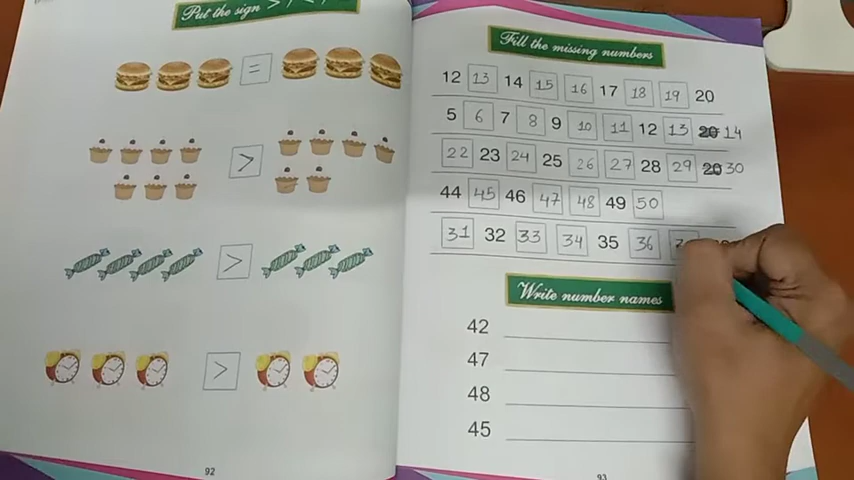 Put the sign > , < ,
=
>
>
>
92
Fill the missing numbers
12 13 14 15 16 17 18 19 20
5 6 7 8 9 10 11 12 13 20 14
22 23 24 25 26 27 28 29 20 30
44 45 46 47 48 49 50
31 32 33 34 35 36
Write number names
42
47
48
45
93